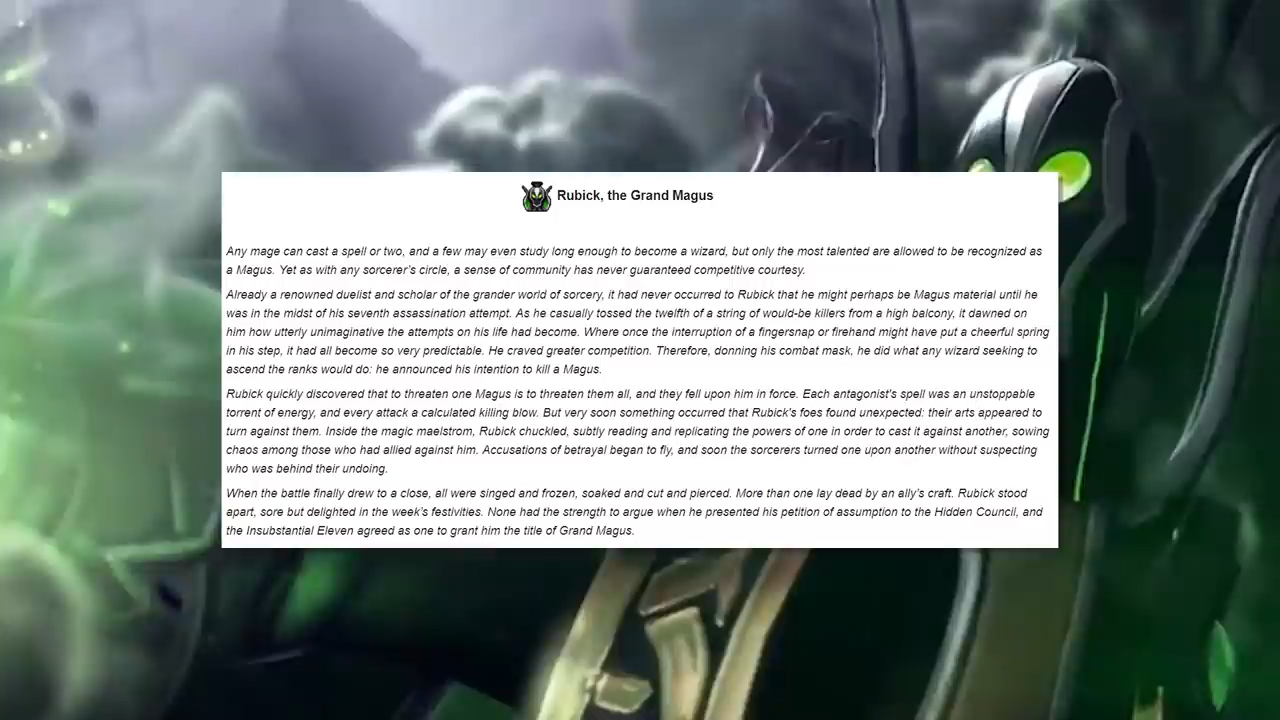 Rubick, the Grand Magus
Any mage can cast a spell or two, and a few may even study long enough to become a wizard, but only the most talented are allowed to be recognized as
a Magus. Yet as with any sorcerer's circle, a sense of community has never guaranteed competitive courtesy.
Already a renowned duelist and scholar of the grander world of sorcery, it had never occurred to Rubick that he might perhaps be Magus material until he
was in the midst of his seventh assassination attempt. As he casually tossed the twelfth of a string of would-be killers from a high balcony, it dawned on
him how utterly unimaginative the attempts on his life had become. Where once the interruption of a fingersnap or firehand might have put a cheerful spring
in his step, it had all become so very predictable. He craved greater competition. Therefore, donning his combat mask, he did what any wizard seeking to
ascend the ranks would do: he announced his intention to kill a Magus.
Rubick quickly discovered that to threaten one Magus is to threaten them all, and they fell upon him in force. Each antagonist's spell was an unstoppable
torrent of energy, and every attack a calculated killing blow. But very soon something occurred that Rubick's foes found unexpected: their arts appeared to
turn against them. Inside the magic maelstrom, Rubick chuckled, subtly reading and replicating the powers of one in order to cast it against another, sowing
chaos among those who had allied against him. Accusations of betrayal began to fly, and soon the sorcerers turned one upon another without suspecting
who was behind their undoing.
When the battle finally drew to a close, all were singed and frozen, soaked and cut and pierced. More than one lay dead by an ally's craft. Rubick stood
apart, sore but delighted in the week's festivities. None had the strength to argue when he presented his petition of assumption to the Hidden Council, and
the Insubstantial Eleven agreed as one to grant him the title of Grand Magus.